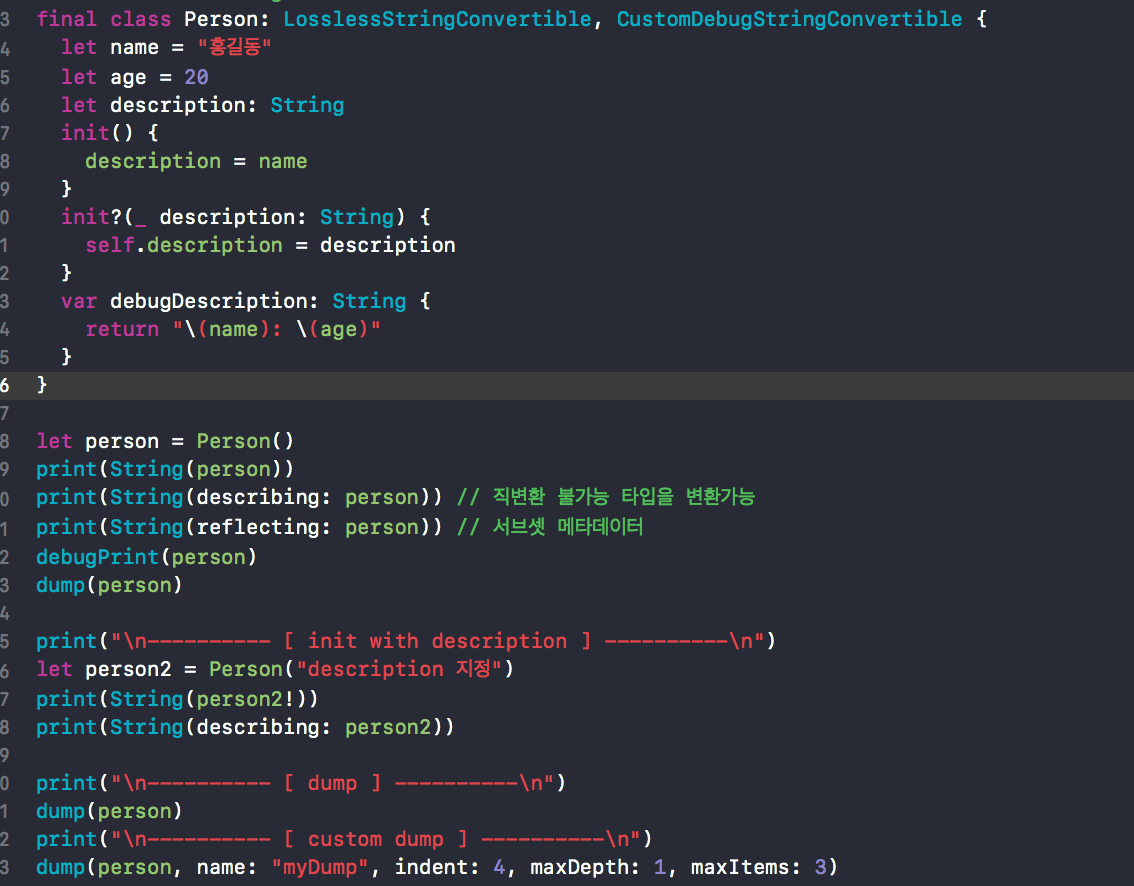 3 final class Person: LosslessStringConvertible, CustomDebugStringConvertible {
4   let name = "홍길동"
5   let age = 20
6   let description: String
7   init() {
8     description = name
9   }
0   init?(_ description: String) {
1     self.description = description
2   }
3   var debugDescription: String {
4     return "\(name): \(age)"
5   }
6 }
7
8 let person = Person()
9 print(String(person))
0 print(String(describing: person)) // 직변환 불가능 타입을 변환가능
1 print(String(reflecting: person)) // 서브셋 메타데이터
2 debugPrint(person)
3 dump(person)
4
5 print("\n---------- [ init with description ] ----------\n")
6 let person2 = Person("description 지정")
7 print(String(person2!))
8 print(String(describing: person2))
9
0 print("\n---------- [ dump ] ----------\n")
1 dump(person)
2 print("\n---------- [ custom dump ] ----------\n")
3 dump(person, name: "myDump", indent: 4, maxDepth: 1, maxItems: 3)